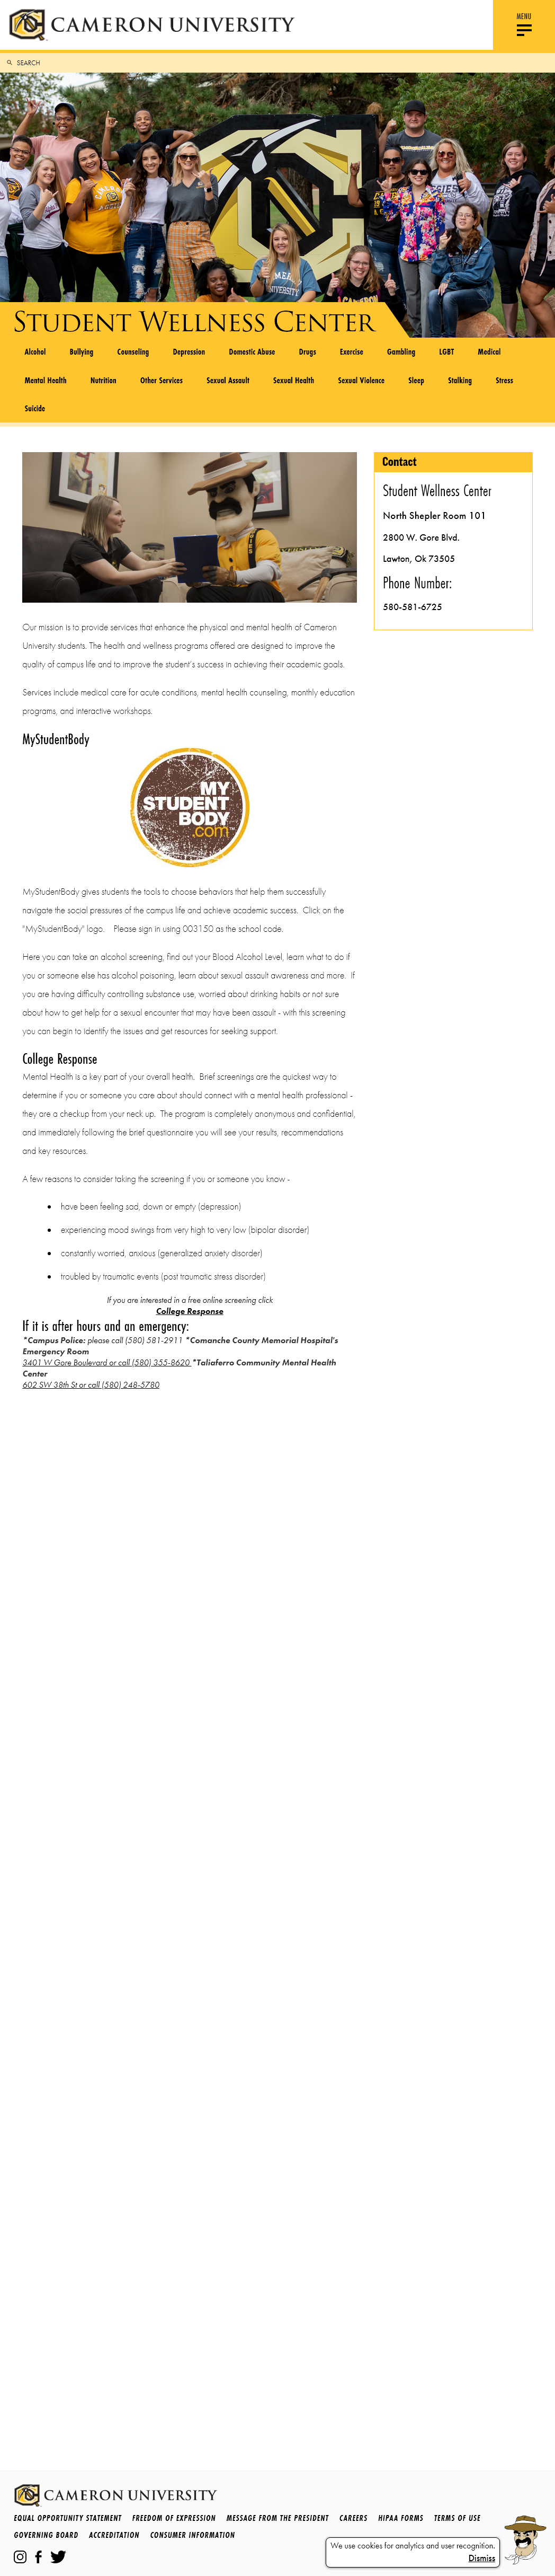 CAMERON UNIVERSITY
MENU
SEARCH
STUDENT WELLNESS CENTER
Alcohol Bullying Counseling Depression Domestic Abuse Drugs Exercise Gambling LGBT Medical
Mental Health Nutrition Other Services Sexual Assault Sexual Health Sexual Violence Sleep Stalking Stress
Suicide
Our mission is to provide services that enhance the physical and mental health of Cameron
University students. The health and wellness programs offered are designed to improve the
quality of campus life and to improve the student's success in achieving their academic goals.
Services include medical care for acute conditions, mental health counseling, monthly education
programs, and interactive workshops.
MyStudentBody
MY
STUDENT
BODY
.com
MyStudentBody gives students the tools to choose behaviors that help them successfully
navigate the social pressures of the campus life and achieve academic success. Click on the
"MyStudentBody" logo. Please sign in using 003150 as the school code.
Here you can take an alcohol screening, find out your Blood Alcohol Level, learn what to do if
you or someone else has alcohol poisoning, learn about sexual assault awareness and more. If
you are having difficulty controlling substance use, worried about drinking habits or not sure
about how to get help for a sexual encounter that may have been assault - with this screening
you can begin to identify the issues and get resources for seeking support.
College Response
Mental Health is a key part of your overall health. Brief screenings are the quickest way to
determine if you or someone you care about should connect with a mental health professional -
they are a checkup from your neck up. The program is completely anonymous and confidential,
and immediately following the brief questionnaire you will see your results, recommendations
and key resources.
A few reasons to consider taking the screening if you or someone you know -
• have been feeling sad, down or empty (depression)
• experiencing mood swings from very high to very low (bipolar disorder)
• constantly worried, anxious (generalized anxiety disorder)
• troubled by traumatic events (post traumatic stress disorder)
If you are interested in a free online screening click
College Response
If it is after hours and an emergency:
*Campus Police: please call (580) 581-2911 *Comanche County Memorial Hospital's
Emergency Room
3401 W Gore Boulevard or call (580) 355-8620 *Taliaferro Community Mental Health
Center
602 SW 38th St or call (580) 248-5780
Contact
Student Wellness Center
North Shepler Room 101
2800 W. Gore Blvd.
Lawton, Ok 73505
Phone Number:
580-581-6725
CAMERON UNIVERSITY
EQUAL OPPORTUNITY STATEMENT FREEDOM OF EXPRESSION MESSAGE FROM THE PRESIDENT CAREERS HIPAA FORMS TERMS OF USE
GOVERNING BOARD ACCREDITATION CONSUMER INFORMATION
We use cookies for analytics and user recognition.
Dismiss